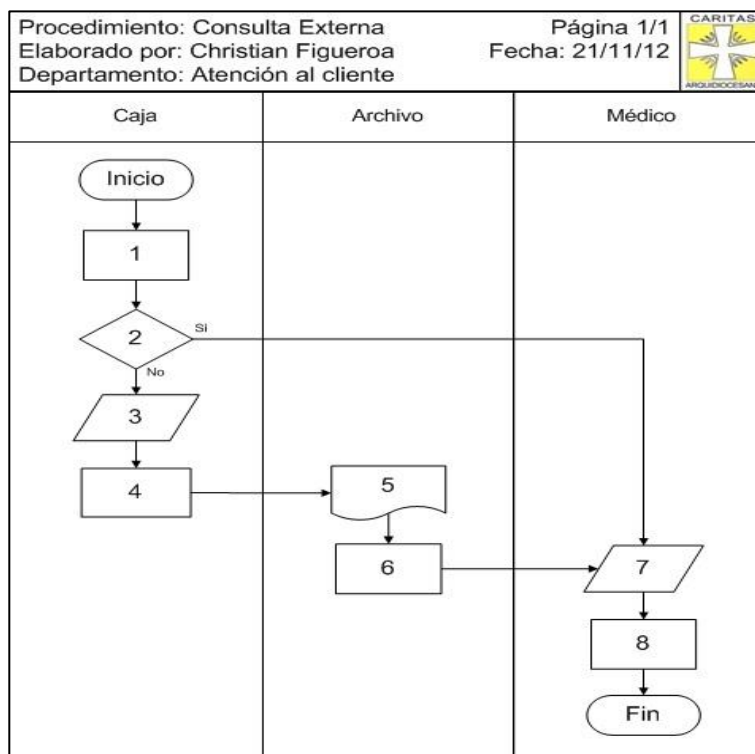 Procedimiento: Consulta Externa
Página 1/1
Elaborado por: Christian Figueroa
Fecha: 21/11/12
Departamento: Atención al cliente
CARITAS
ARQUIDIOCESAN
Caja
Archivo
Médico
Inicio
1
2
Si
No
3
4
5
6
7
8
Fin